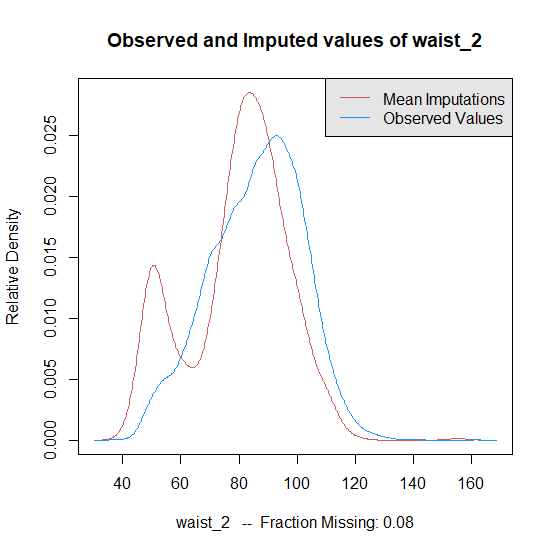 Observed and Imputed values of waist_2
Mean Imputations
Observed Values
Relative Density
0.025
0.020
0.015
0.010
0.005
0.000
40 60 80 100 120 140 160
waist_2 -- Fraction Missing: 0.08